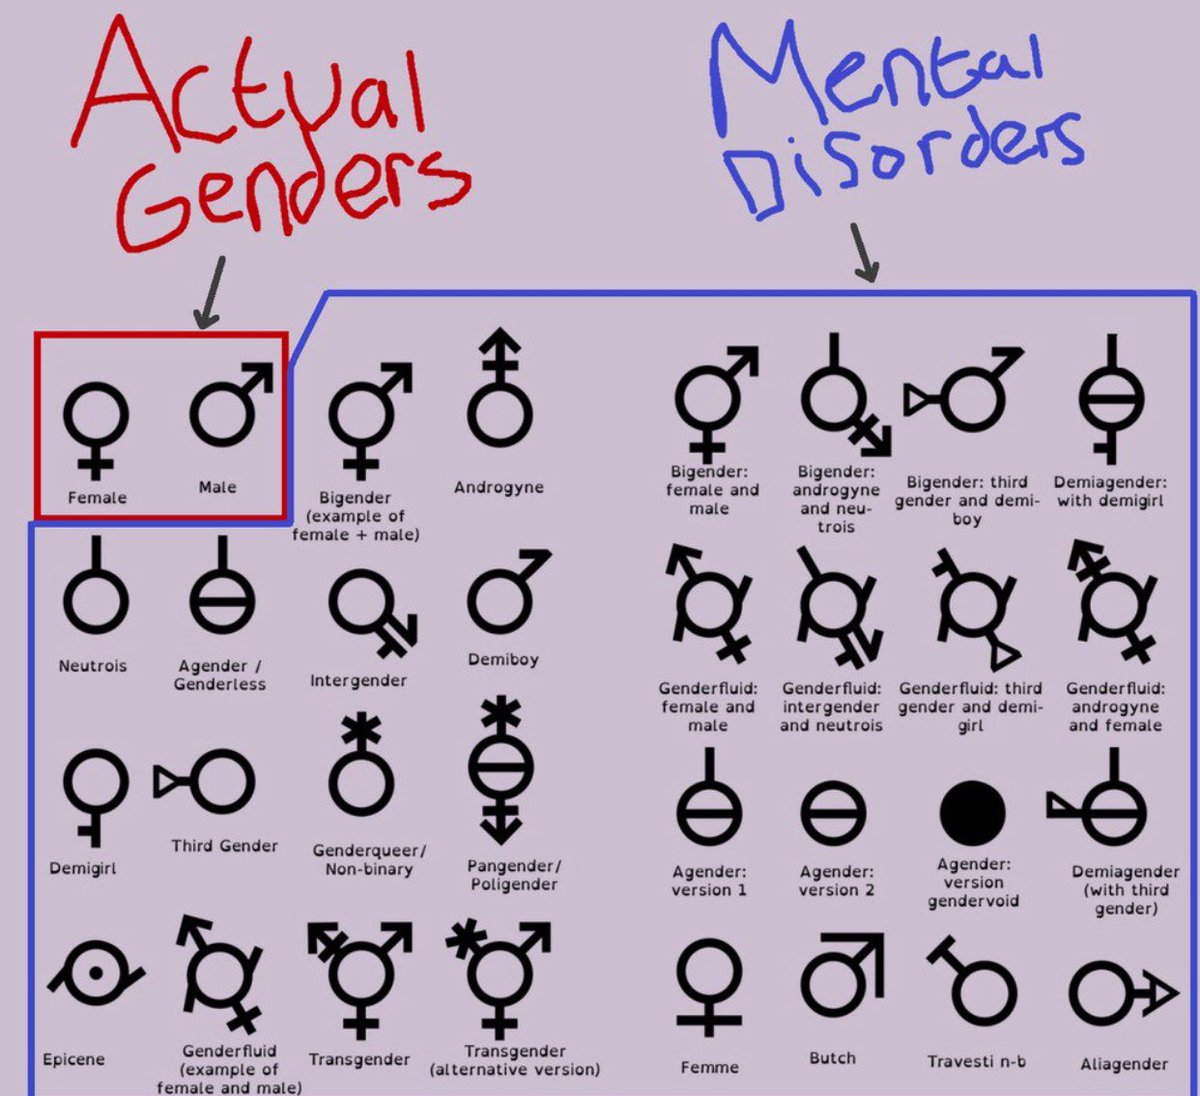 Actual
Genders
Mental
Disorders
Female
Male
Bigender
(example of
female + male)
Androgyne
Bigender:
female and
male
Bigender:
androgyne
and neu-
trois
Bigender: third
gender and demi-
boy
Demiagender:
with demigirl
Neutrois
Agender /
Genderless
Intergender
Demiboy
Genderfluid:
female and
male
Genderfluid:
intergender
and neutrois
Genderfluid: third
gender and demi-
girl
Genderfluid:
androgyne
and female
Demigirl
Third Gender
Genderqueer/
Non-binary
Pangender/
Poligender
Agender:
version 1
Agender:
version 2
Agender:
version
gendervoid
Demiagender
(with third
gender)
Epicene
Genderfluid
(example of
female and male)
Transgender
Transgender
(alternative version)
Femme
Butch
Travesti n-b
Aliagender